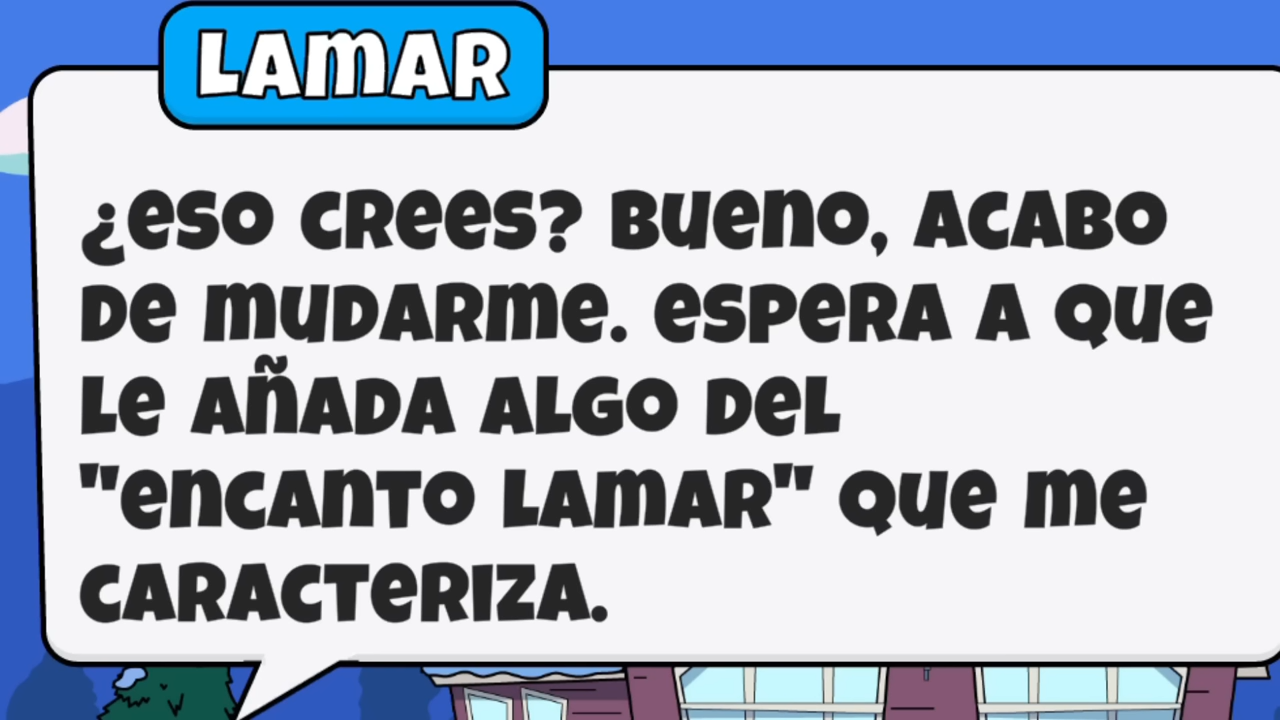 LAMAR
¿ESO CREES? BUENO, ACABO
DE MUDARME. ESPERA A QUE
LE AÑADA ALGO DEL
"ENCANTO LAMAR" QUE ME
CARACTERIZA.